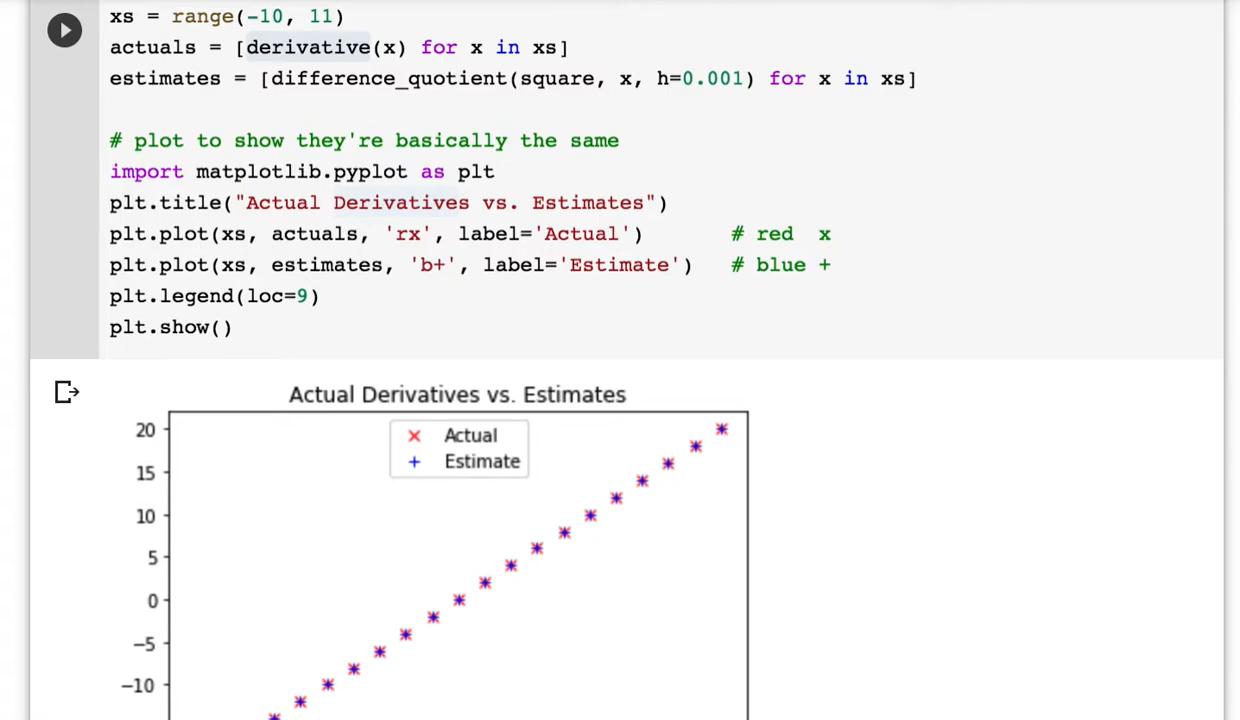 xs = range(-10, 11)
actuals = [derivative(x) for x in xs]
estimates = [difference_quotient(square, x, h=0.001) for x in xs]
# plot to show they're basically the same
import matplotlib.pyplot as plt
plt.title("Actual Derivatives vs. Estimates")
plt.plot(xs, actuals, 'rx', label='Actual')       # red  x
plt.plot(xs, estimates, 'b+', label='Estimate')   # blue +
plt.legend(loc=9)
plt.show()
Actual Derivatives vs. Estimates
Actual
Estimate
20
15
10
5
0
−5
−10